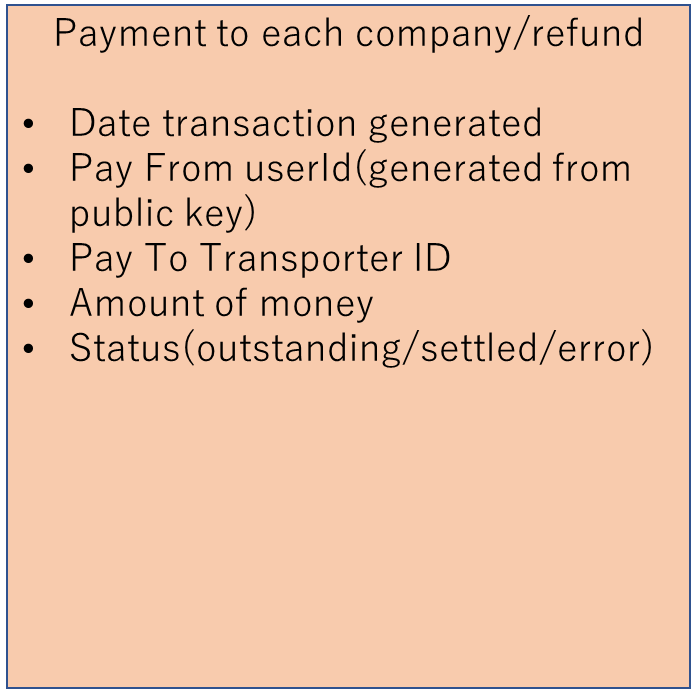 Payment to each company/refund
• Date transaction generated
• Pay From userId(generated from
public key)
• Pay To Transporter ID
• Amount of money
• Status(outstanding/settled/error)